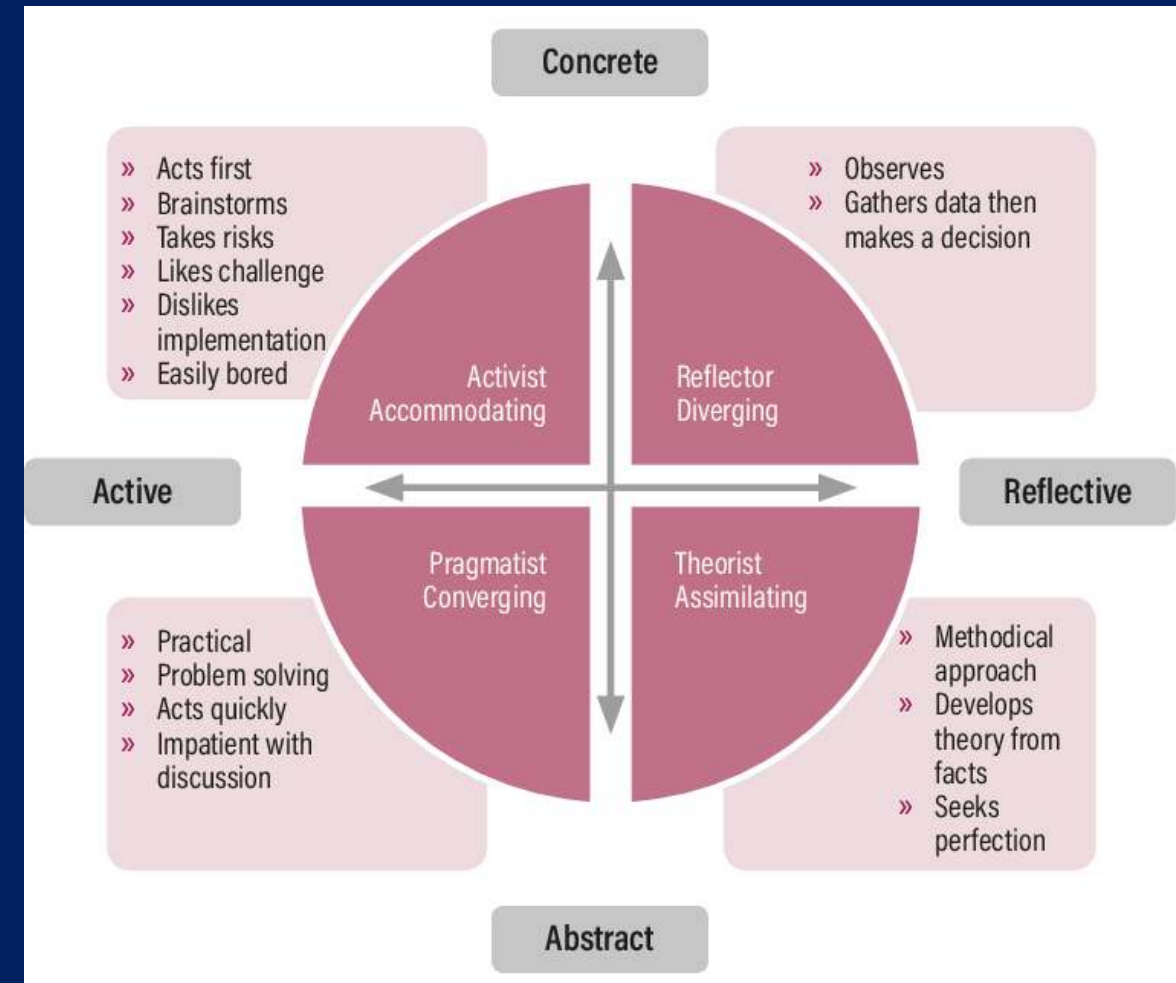 Concrete
» Acts first
» Brainstorms
» Takes risks
» Likes challenge
» Dislikes
implementation
» Easily bored
» Observes
» Gathers data then
makes a decision
Activist
Accommodating
Reflector
Diverging
Active
Reflective
Pragmatist
Converging
Theorist
Assimilating
» Practical
» Problem solving
» Acts quickly
» Impatient with
discussion
» Methodical
approach
» Develops
theory from
facts
» Seeks
perfection
Abstract